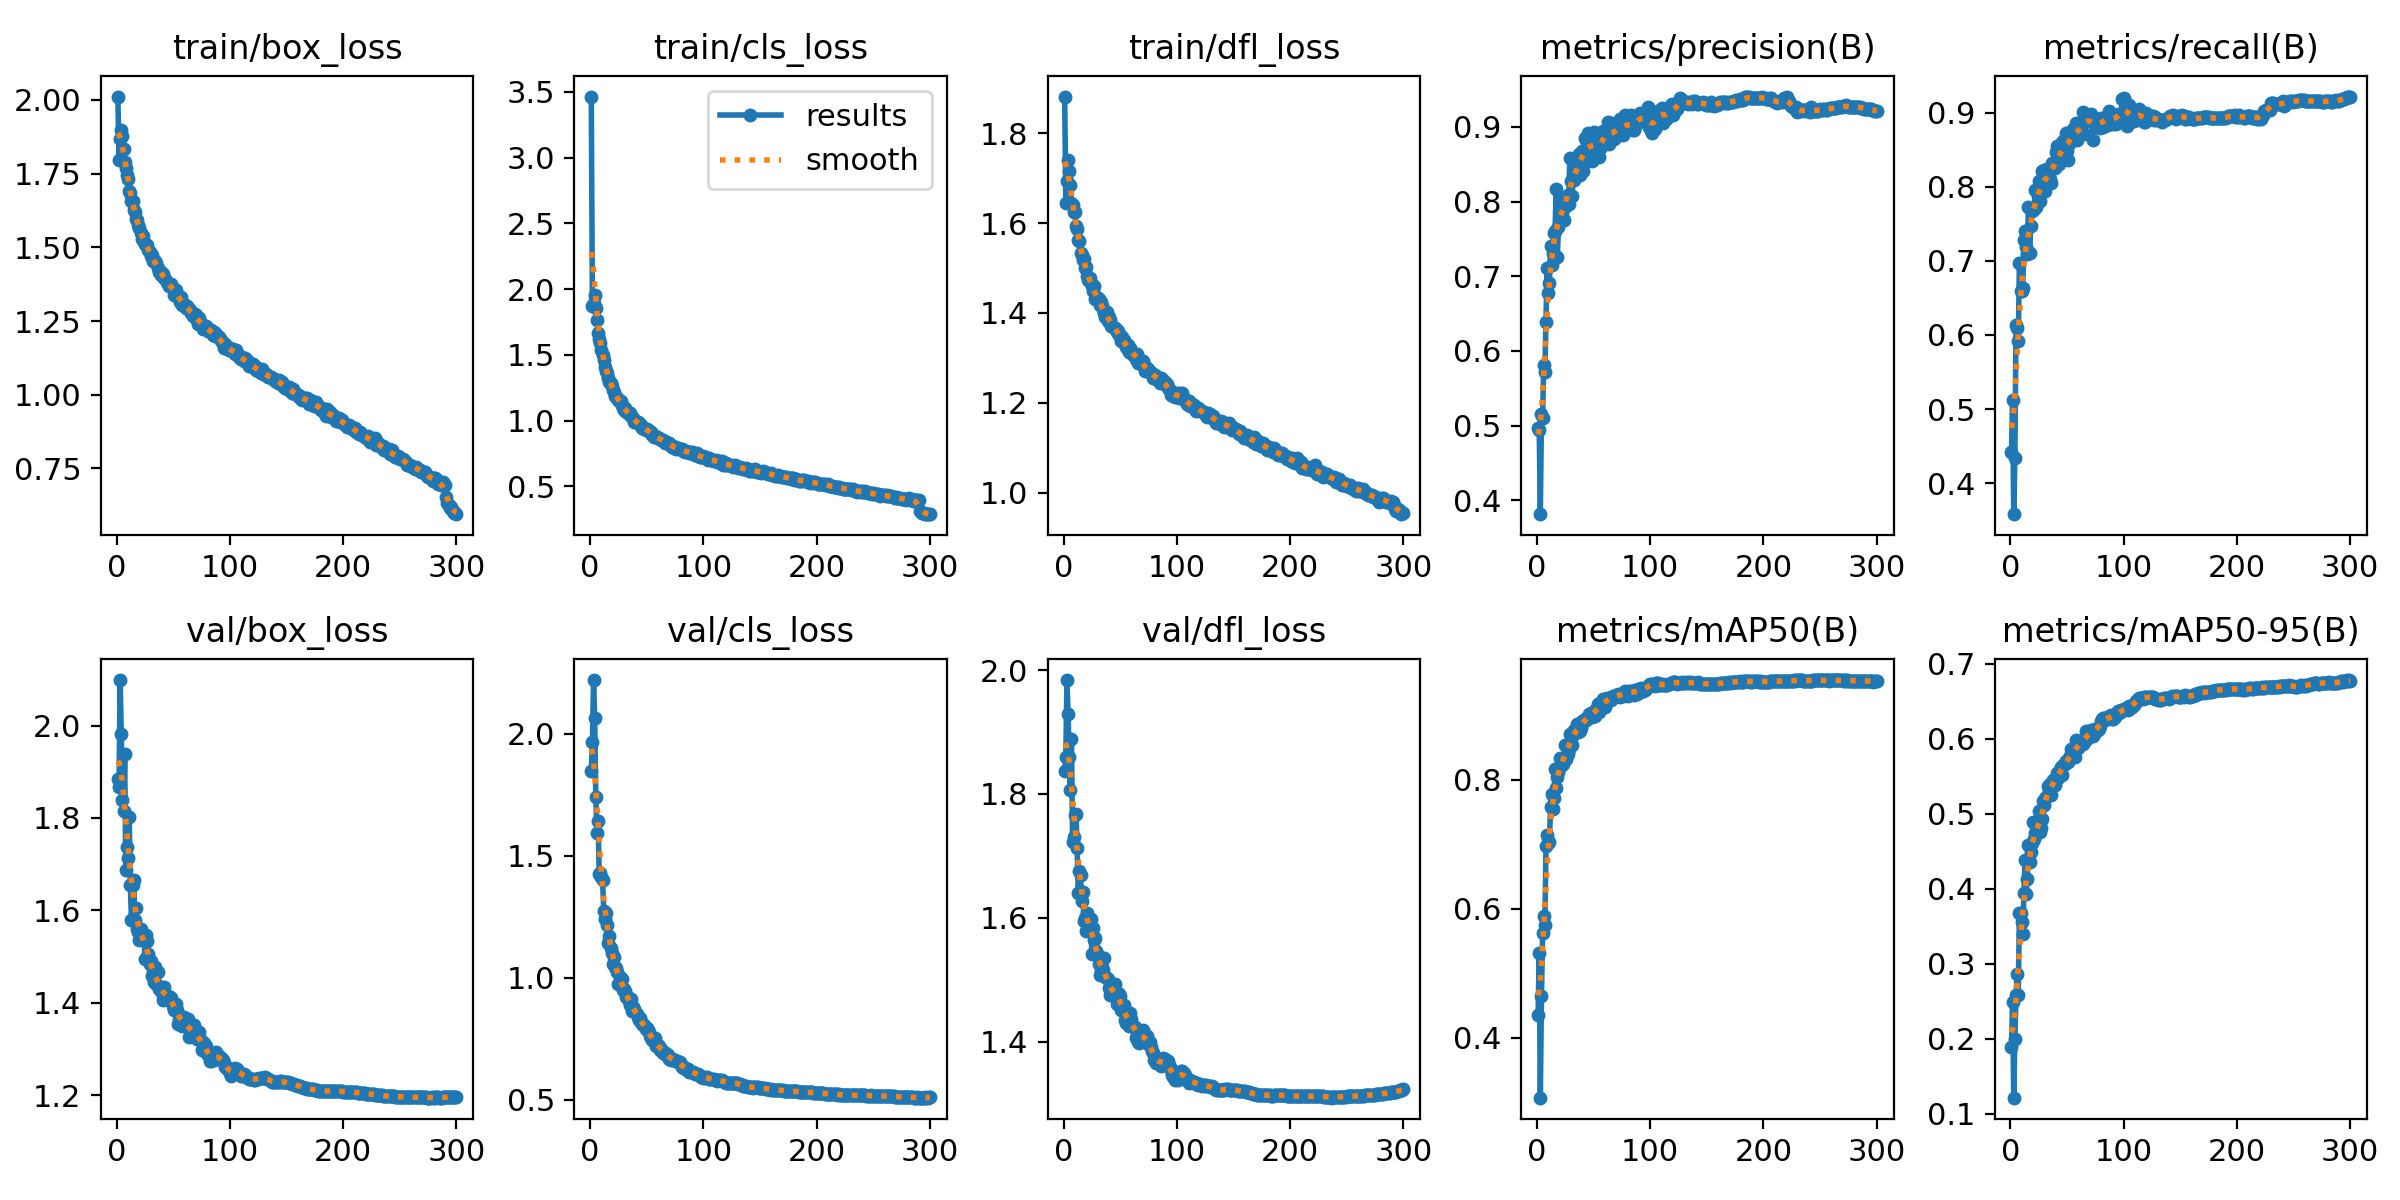 train/box_loss
2.00
1.75
1.50
1.25
1.00
0.75
0 100 200 300
train/cls_loss
results
smooth
3.5
3.0
2.5
2.0
1.5
1.0
0.5
0 100 200 300
train/dfl_loss
1.8
1.6
1.4
1.2
1.0
0 100 200 300
metrics/precision(B)
0.9
0.8
0.7
0.6
0.5
0.4
0 100 200 300
metrics/recall(B)
0.9
0.8
0.7
0.6
0.5
0.4
0 100 200 300
val/box_loss
2.0
1.8
1.6
1.4
1.2
0 100 200 300
val/cls_loss
2.0
1.5
1.0
0.5
0 100 200 300
val/dfl_loss
2.0
1.8
1.6
1.4
0 100 200 300
metrics/mAP50(B)
0.8
0.6
0.4
0 100 200 300
metrics/mAP50-95(B)
0.7
0.6
0.5
0.4
0.3
0.2
0.1
0 100 200 300